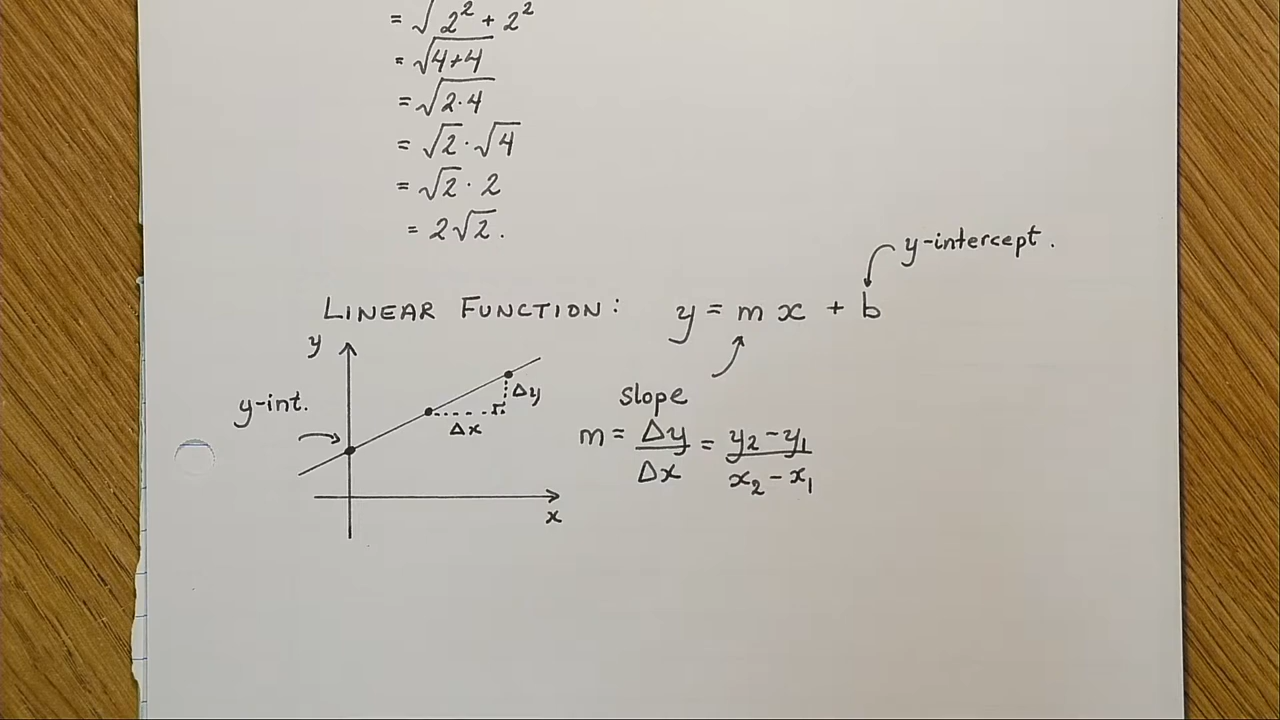 = √2² + 2²
= √4+4
= √2·4
= √2 · √4
= √2 · 2
= 2√2.
y-intercept.
LINEAR FUNCTION: y = mx + b
y
y-int.
Δy
Δx
x
slope
m = Δy/Δx = y₂-y₁/x₂-x₁